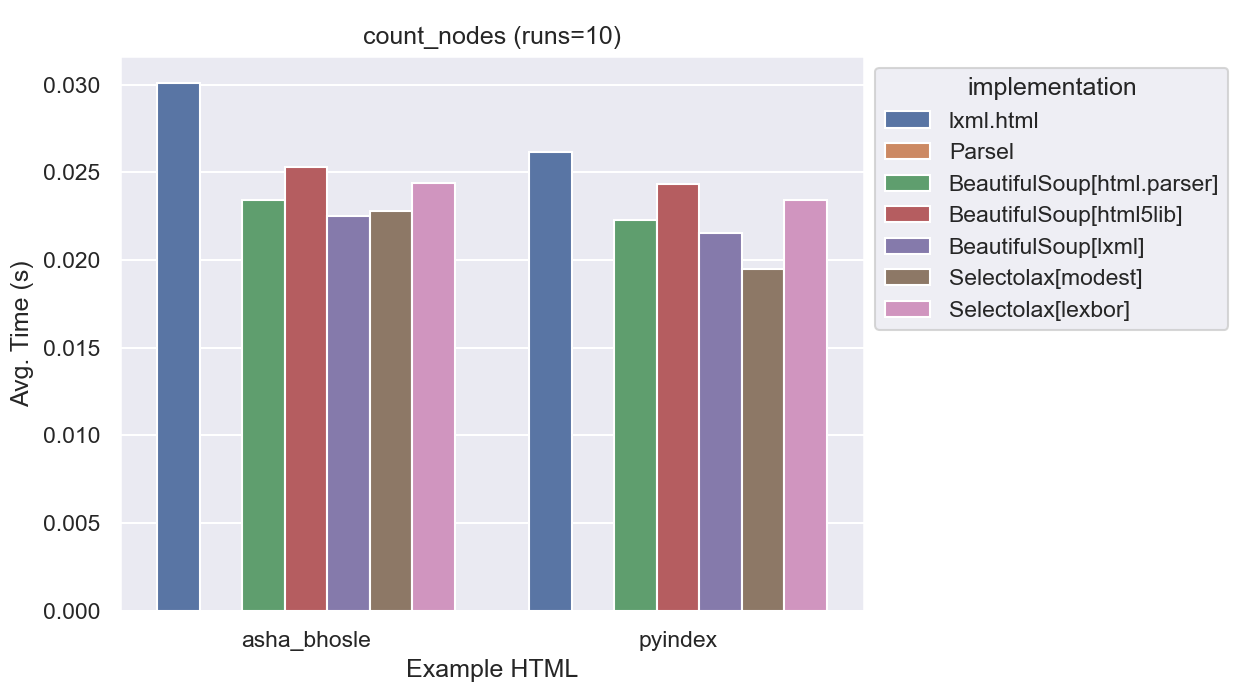 count_nodes (runs=10)
0.030
0.025
0.020
0.015
0.010
0.005
0.000
Avg. Time (s)
asha_bhosle
pyindex
Example HTML
implementation
lxml.html
Parsel
BeautifulSoup[html.parser]
BeautifulSoup[html5lib]
BeautifulSoup[lxml]
Selectolax[modest]
Selectolax[lexbor]